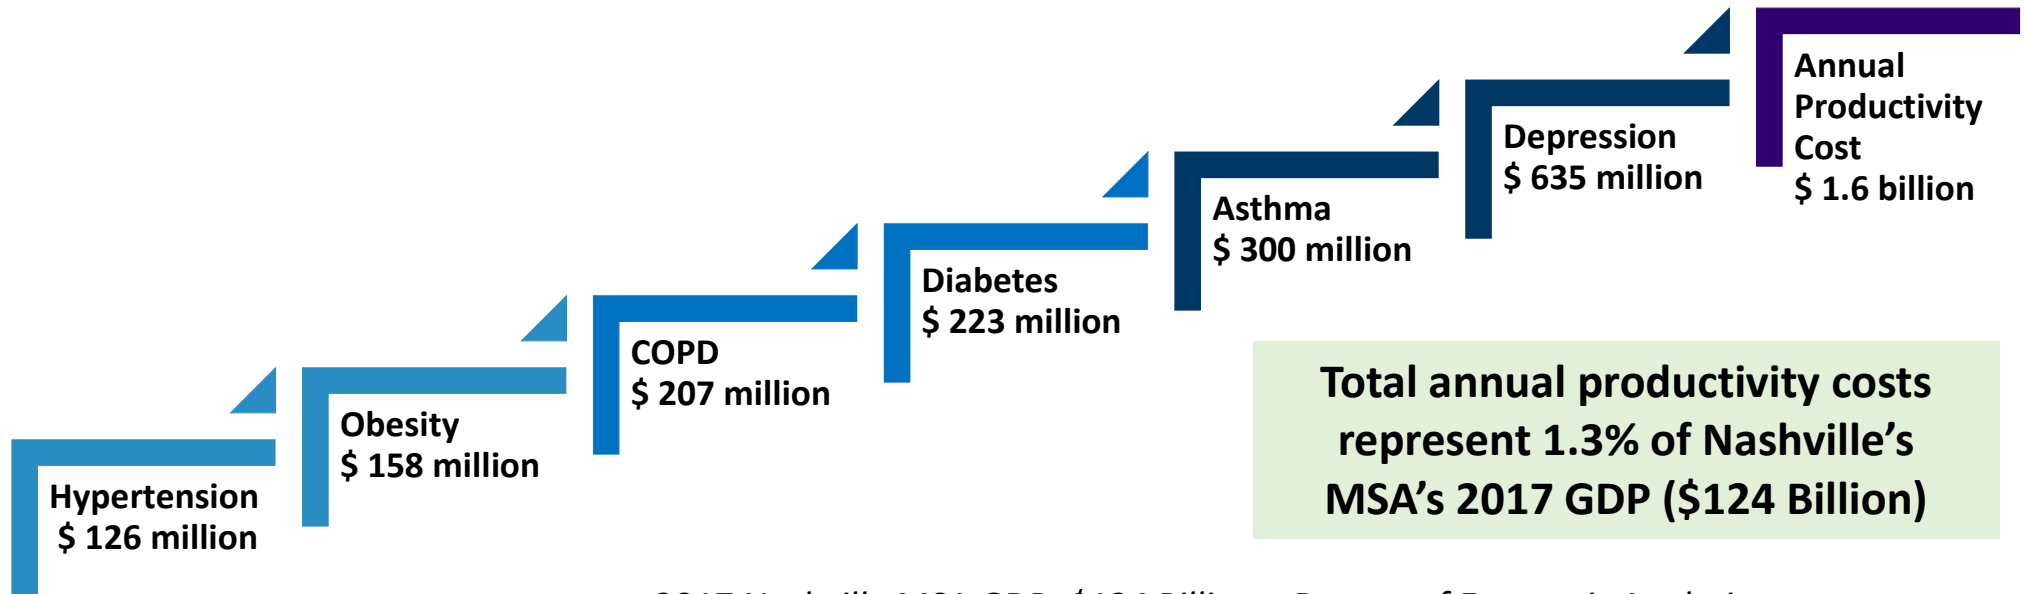 Annual
Productivity
Cost
$ 1.6 billion
Depression
$ 635 million
Asthma
$ 300 million
Diabetes
$ 223 million
COPD
$ 207 million
Obesity
$ 158 million
Hypertension
$ 126 million
Total annual productivity costs
represent 1.3% of Nashville’s
MSA’s 2017 GDP ($124 Billion)